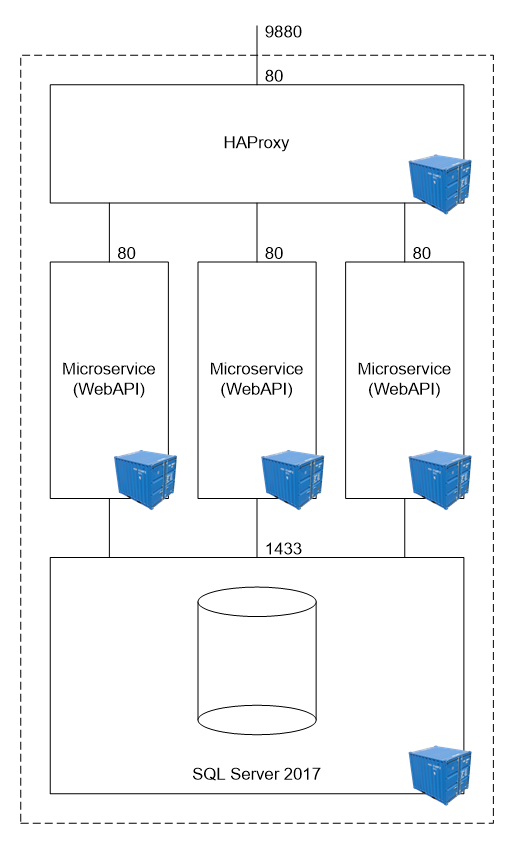 9880
80
HAProxy
80
80
80
Microservice
(WebAPI)
Microservice
(WebAPI)
Microservice
(WebAPI)
1433
SQL Server 2017